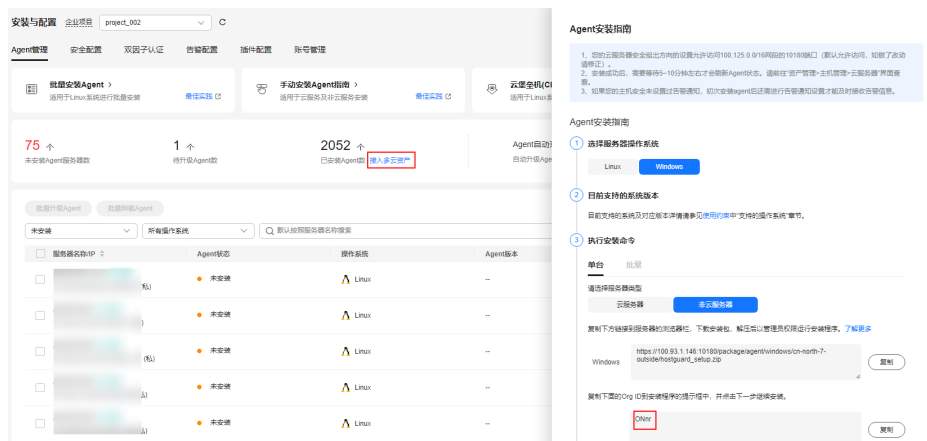 安装与配置 企业项目 project_002
Agent管理 安全配置 双因子认证 告警配置 插件配置 账号管理
批量安装Agent >
适用于Linux系统进行批量安装 最佳实践
手动安装Agent指南 >
适用于云服务及非云服务安装 最佳实践
云堡垒机(C
适用于Linux系
75 个
未安装Agent服务器数
1 个
待升级Agent数
2052 个
已安装Agent数 接入多云资产
Agent自动升
自动升级Age
批量升级Agent 批量卸载Agent
未安装 所有操作系统 默认按照服务器名称搜索
服务器名称/IP Agent状态 操作系统 Agent版本
私) 未安装 Linux --
) 未安装 Linux --
(私) 未安装 Linux --
) 未安装 Linux --
) 未安装 Linux --
Agent安装指南
1、您的云服务器安全组出方向的设置允许访问100.125.0.0/16网段的10180端口（默认允许访问，如做了改动
请修正）。
2、安装成功后，需要等待5~10分钟左右才会刷新Agent状态。请前往"资产管理>主机管理>云服务器"界面查
看。
3、如果您的主机安全未设置过告警通知，初次安装agent后还需进行告警通知设置才能及时接收告警信息。
Agent安装指南
1 选择服务器操作系统
Linux Windows
2 目前支持的系统版本
目前支持的系统及对应版本详情请参见使用约束中"支持的操作系统"章节。
3 执行安装命令
单台 批量
请选择服务器类型
云服务器 非云服务器
复制下方链接到服务器的浏览器栏，下载安装包，解压后以管理员权限运行安装程序。了解更多
Windows
https://100.93.1.146:10180/package/agent/windows/cn-north-7-
outside/hostguard_setup.zip
复制
复制下面的Org ID到安装程序的提示框中，并点击下一步继续安装。
ONnr
复制